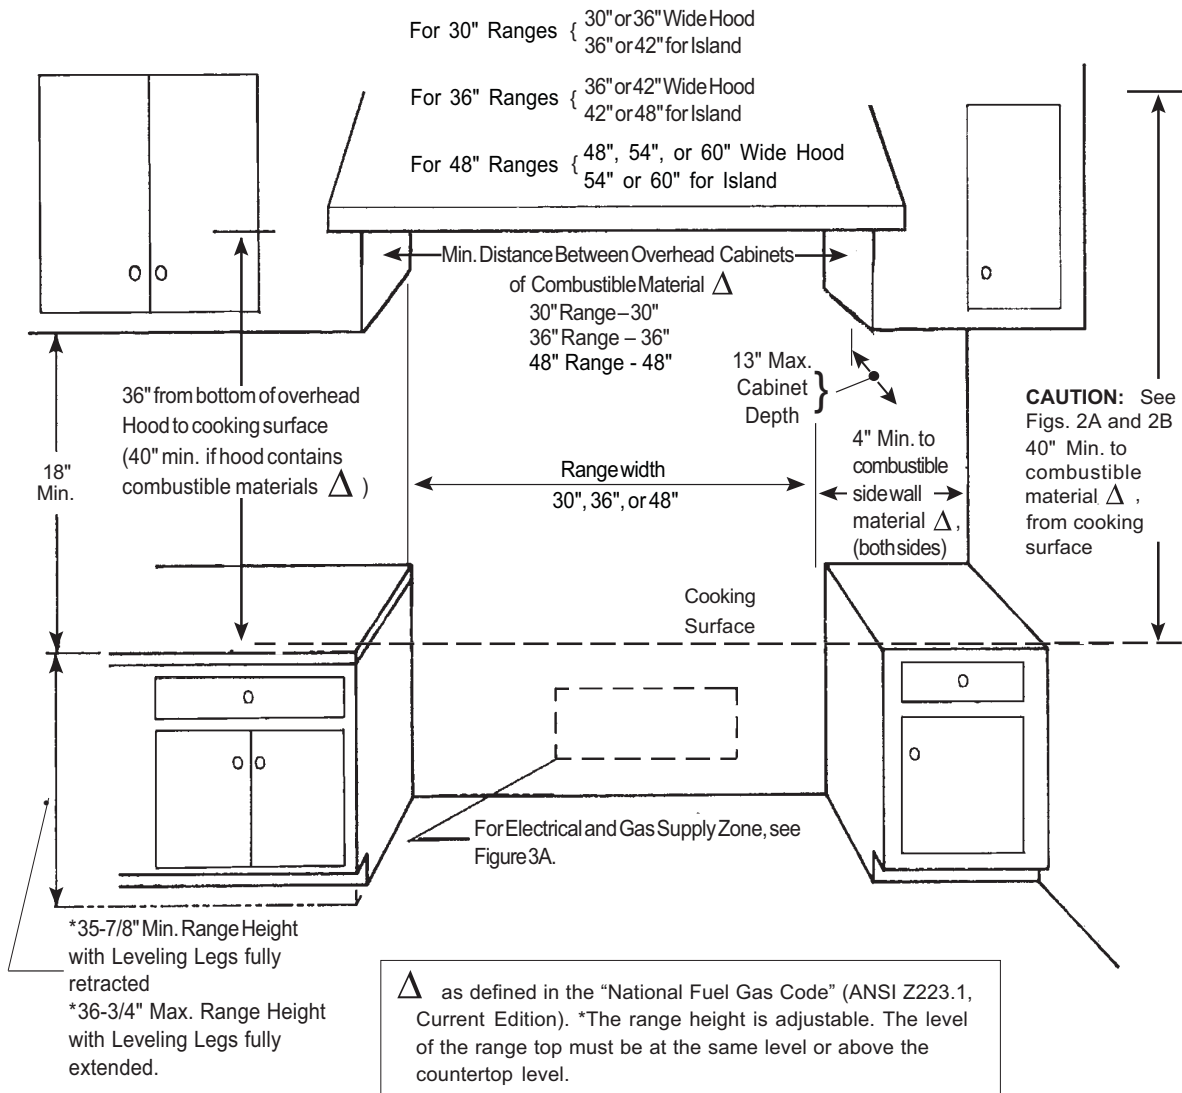 For 30" Ranges { 30" or 36" Wide Hood
36" or 42" for Island
For 36" Ranges { 36" or 42" Wide Hood
42" or 48" for Island
For 48" Ranges { 48", 54", or 60" Wide Hood
54" or 60" for Island
Min. Distance Between Overhead Cabinets
of Combustible Material Δ
30" Range – 30"
36" Range – 36"
48" Range - 48"
13" Max.
Cabinet
Depth }
36" from bottom of overhead
Hood to cooking surface
(40" min. if hood contains
combustible materials Δ )
18"
Min.
Range width
30", 36", or 48"
4" Min. to
combustible
side wall
material Δ ,
(both sides)
CAUTION: See
Figs. 2A and 2B
40" Min. to
combustible
material Δ ,
from cooking
surface
Cooking
Surface
For Electrical and Gas Supply Zone, see
Figure 3A.
*35-7/8" Min. Range Height
with Leveling Legs fully
retracted
*36-3/4" Max. Range Height
with Leveling Legs fully
extended.
Δ as defined in the “National Fuel Gas Code” (ANSI Z223.1,
Current Edition). *The range height is adjustable. The level
of the range top must be at the same level or above the
countertop level.